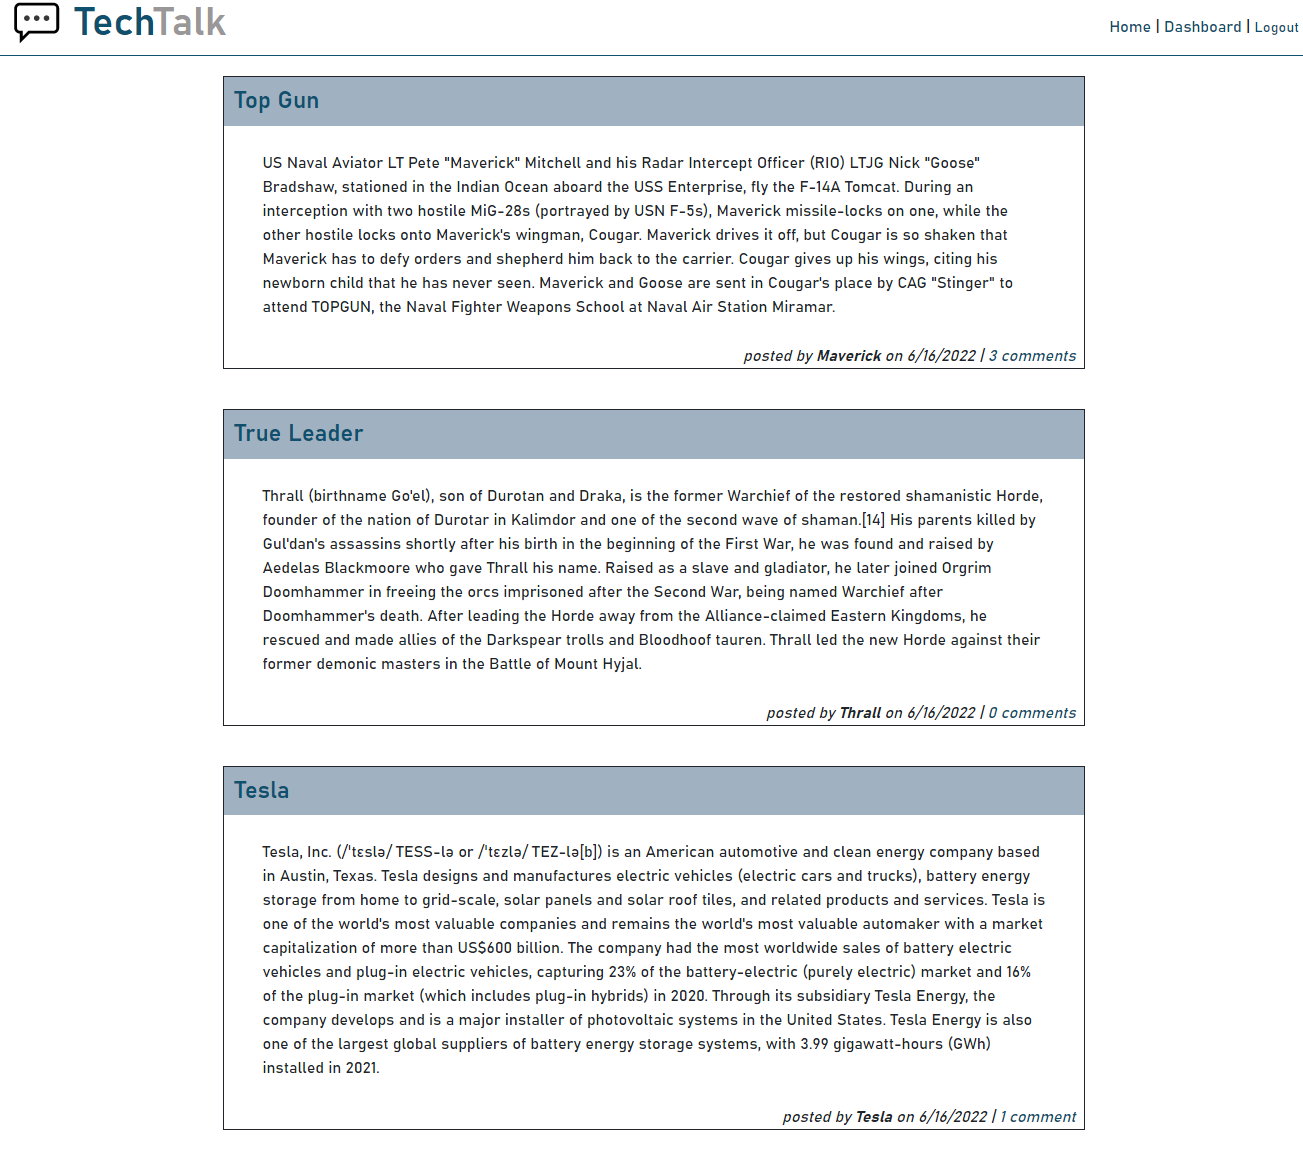 TechTalk
Home | Dashboard | Logout
Top Gun
US Naval Aviator LT Pete "Maverick" Mitchell and his Radar Intercept Officer (RIO) LTJG Nick "Goose"
Bradshaw, stationed in the Indian Ocean aboard the USS Enterprise, fly the F-14A Tomcat. During an
interception with two hostile MiG-28s (portrayed by USN F-5s), Maverick missile-locks on one, while the
other hostile locks onto Maverick's wingman, Cougar. Maverick drives it off, but Cougar is so shaken that
Maverick has to defy orders and shepherd him back to the carrier. Cougar gives up his wings, citing his
newborn child that he has never seen. Maverick and Goose are sent in Cougar's place by CAG "Stinger" to
attend TOPGUN, the Naval Fighter Weapons School at Naval Air Station Miramar.
posted by Maverick on 6/16/2022 | 3 comments
True Leader
Thrall (birthname Go'el), son of Durotan and Draka, is the former Warchief of the restored shamanistic Horde,
founder of the nation of Durotar in Kalimdor and one of the second wave of shaman.[14] His parents killed by
Gul'dan's assassins shortly after his birth in the beginning of the First War, he was found and raised by
Aedelas Blackmoore who gave Thrall his name. Raised as a slave and gladiator, he later joined Orgrim
Doomhammer in freeing the orcs imprisoned after the Second War, being named Warchief after
Doomhammer's death. After leading the Horde away from the Alliance-claimed Eastern Kingdoms, he
rescued and made allies of the Darkspear trolls and Bloodhoof tauren. Thrall led the new Horde against their
former demonic masters in the Battle of Mount Hyjal.
posted by Thrall on 6/16/2022 | 0 comments
Tesla
Tesla, Inc. (/ˈtɛslə/ TESS-lə or /ˈtɛzlə/ TEZ-lə[b]) is an American automotive and clean energy company based
in Austin, Texas. Tesla designs and manufactures electric vehicles (electric cars and trucks), battery energy
storage from home to grid-scale, solar panels and solar roof tiles, and related products and services. Tesla is
one of the world's most valuable companies and remains the world's most valuable automaker with a market
capitalization of more than US$600 billion. The company had the most worldwide sales of battery electric
vehicles and plug-in electric vehicles, capturing 23% of the battery-electric (purely electric) market and 16%
of the plug-in market (which includes plug-in hybrids) in 2020. Through its subsidiary Tesla Energy, the
company develops and is a major installer of photovoltaic systems in the United States. Tesla Energy is also
one of the largest global suppliers of battery energy storage systems, with 3.99 gigawatt-hours (GWh)
installed in 2021.
posted by Tesla on 6/16/2022 | 1 comment